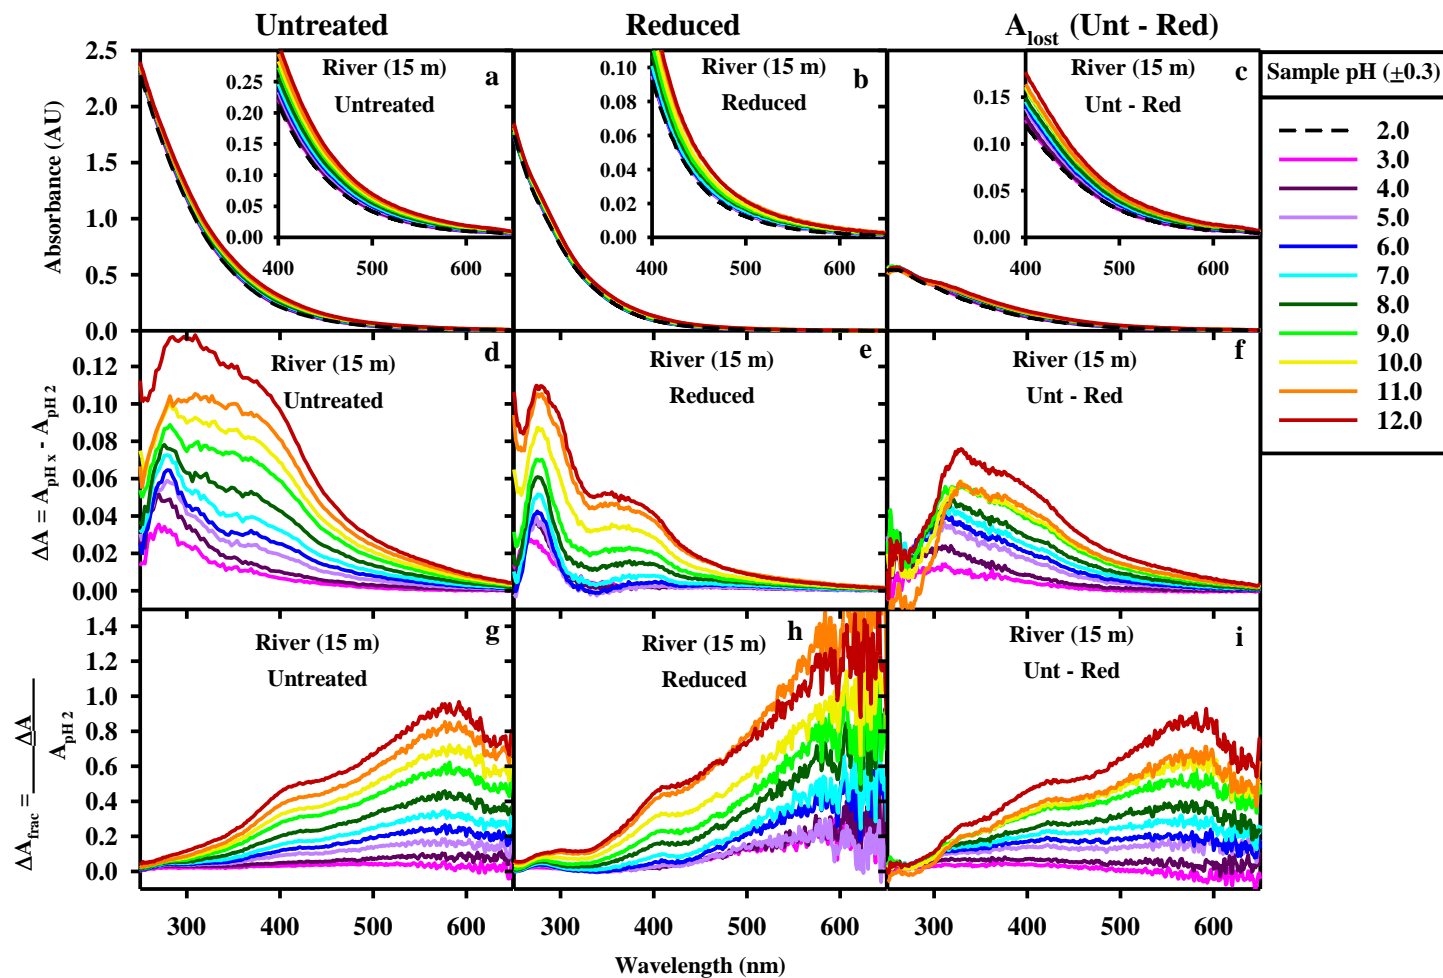 Untreated
Reduced
A_lost (Unt - Red)
2.5
2.0
1.5
1.0
0.5
0.0
Absorbance (AU)
River (15 m)
Untreated
a
0.25
0.20
0.15
0.10
0.05
0.00
400
500
600
River (15 m)
Reduced
b
0.10
0.08
0.06
0.04
0.02
0.00
400
500
600
River (15 m)
Unt - Red
c
0.15
0.10
0.05
0.00
400
500
600
Sample pH (±0.3)
2.0
3.0
4.0
5.0
6.0
7.0
8.0
9.0
10.0
11.0
12.0
0.12
0.10
0.08
0.06
0.04
0.02
0.00
ΔA = A_pH x - A_pH 2
River (15 m)
Untreated
d
River (15 m)
Reduced
e
River (15 m)
Unt - Red
f
1.4
1.2
1.0
0.8
0.6
0.4
0.2
0.0
ΔA_frac = ΔA
A_pH 2
River (15 m)
Untreated
g
River (15 m)
Reduced
h
River (15 m)
Unt - Red
i
300
400
500
600
300
400
500
600
300
400
500
600
Wavelength (nm)